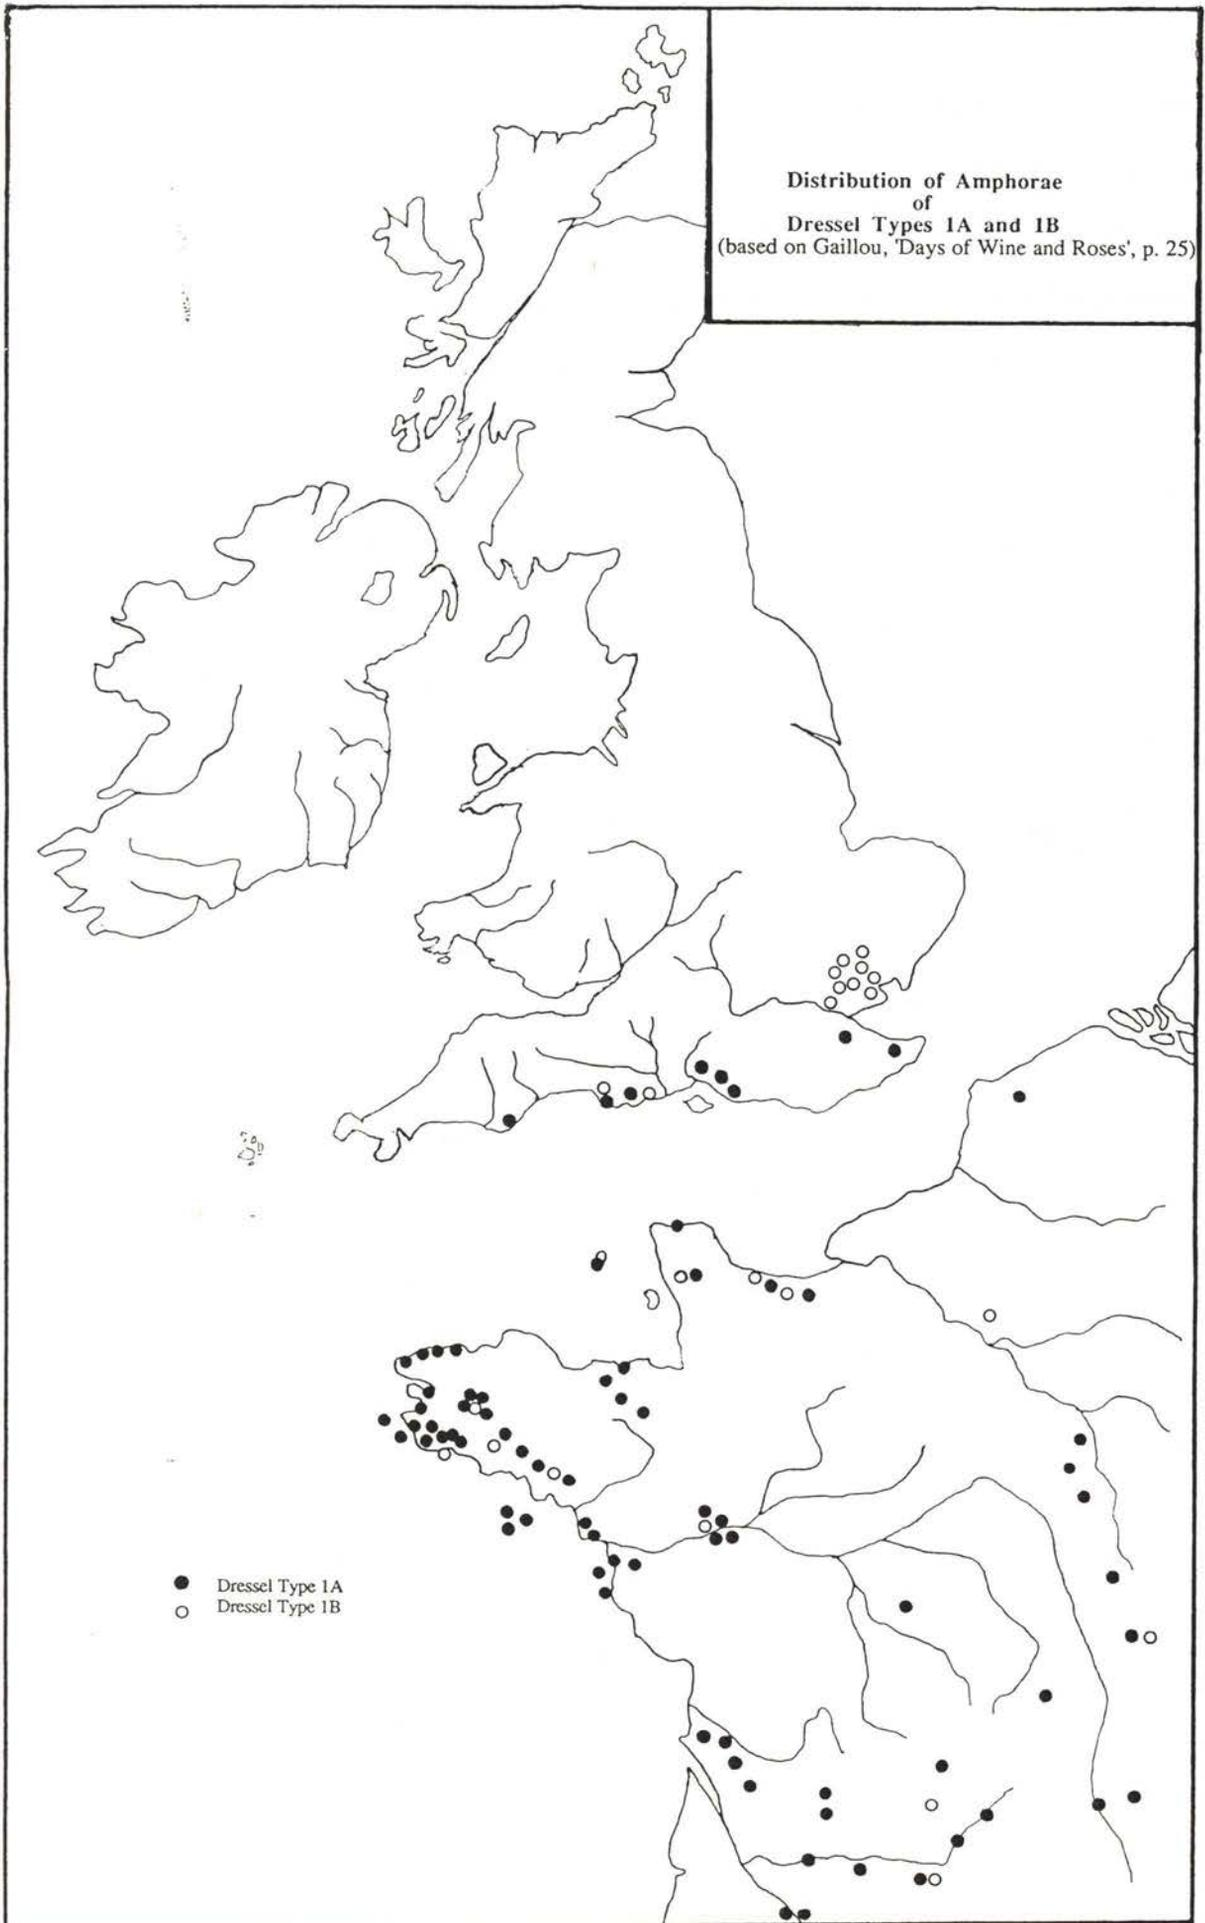 Distribution of Amphorae
of
Dressel Types 1A and 1B
(based on Gaillou, 'Days of Wine and Roses', p. 25)
Dressel Type 1A
Dressel Type 1B